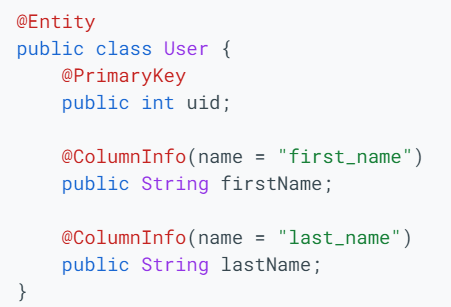 @Entity
public class User {
    @PrimaryKey
    public int uid;

    @ColumnInfo(name = "first_name")
    public String firstName;

    @ColumnInfo(name = "last_name")
    public String lastName;
}